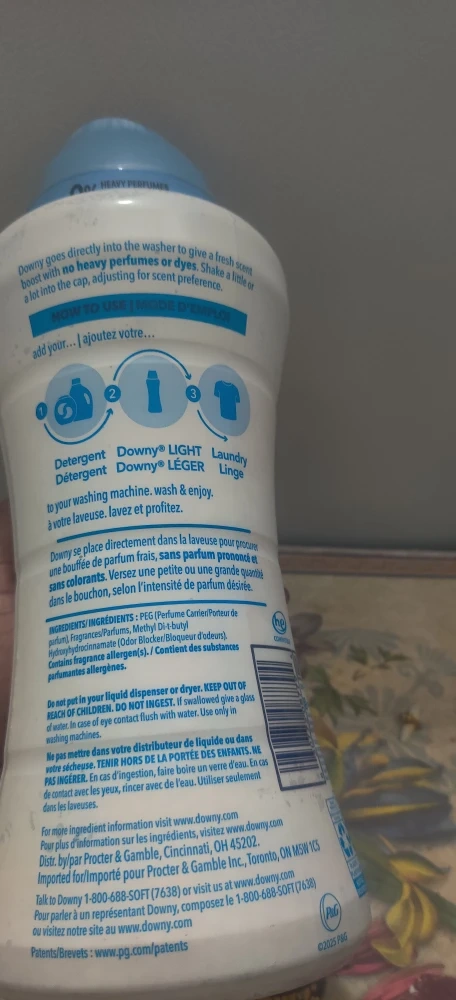 0% HEAVY PERFUMES
Downy goes directly into the washer to give a fresh scent
boost with no heavy perfumes or dyes. Shake a little or
a lot into the cap, adjusting for scent preference.
HOW TO USE | MODE D'EMPLOI
add your... | ajoutez votre...
1 2 3
Detergent Downy® LIGHT Laundry
Détergent Downy® LÉGER Linge
to your washing machine. wash & enjoy.
à votre laveuse. lavez et profitez.
Downy se place directement dans la laveuse pour procurer
une bouffée de parfum frais, sans parfum prononcé et
sans colorants. Versez une petite ou une grande quantité
dans le bouchon, selon l'intensité de parfum désirée.
INGREDIENTS/INGRÉDIENTS : PEG (Perfume Carrier/Porteur de
parfum), Fragrances/Parfums, Methyl Di-t-butyl
Hydroxyhydrocinnamate (Odor Blocker/Bloqueur d'odeurs).
Contains fragrance allergen(s). / Contient des substances
parfumantes allergènes.
he
Do not put in your liquid dispenser or dryer. KEEP OUT OF
REACH OF CHILDREN. DO NOT INGEST. If swallowed give a glass
of water. In case of eye contact flush with water. Use only in
washing machines.
Ne pas mettre dans votre distributeur de liquide ou dans
votre sécheuse. TENIR HORS DE LA PORTÉE DES ENFANTS. NE
PAS INGÉRER. En cas d'ingestion, faire boire un verre d'eau. En cas
de contact avec les yeux, rincer avec de l'eau. Utiliser seulement
dans les laveuses.
For more ingredient information visit www.downy.com
Pour plus d'information sur les ingrédients, visitez www.downy.com
Distr. by/par Procter & Gamble, Cincinnati, OH 45202.
Imported for/Importé pour Procter & Gamble Inc., Toronto, ON M5W 1C5
Talk to Downy 1-800-688-SOFT (7638) or visit us at www.downy.com
Pour parler à un représentant Downy, composez le 1-800-688-SOFT (7638)
ou visitez notre site au www.downy.com
P&G
Patents/Brevets : www.pg.com/patents
©2025 P&G